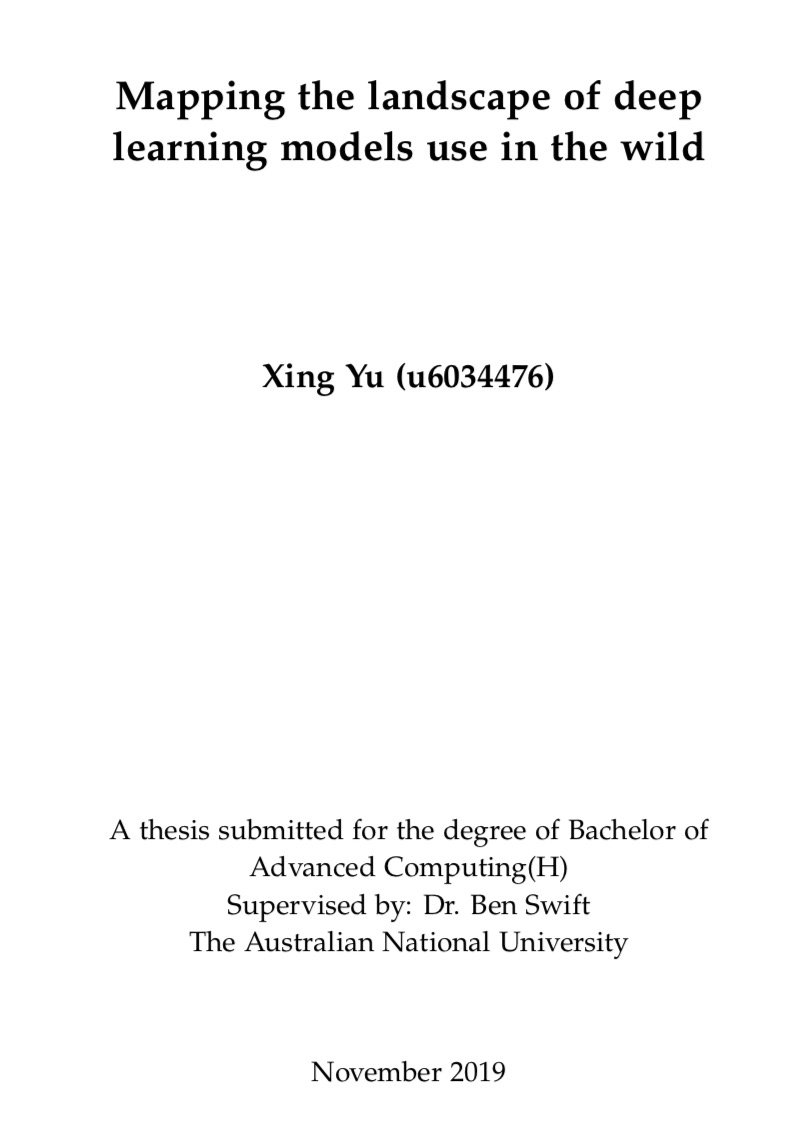 Mapping the landscape of deep
learning models use in the wild
Xing Yu (u6034476)
A thesis submitted for the degree of Bachelor of
Advanced Computing(H)
Supervised by: Dr. Ben Swift
The Australian National University
November 2019